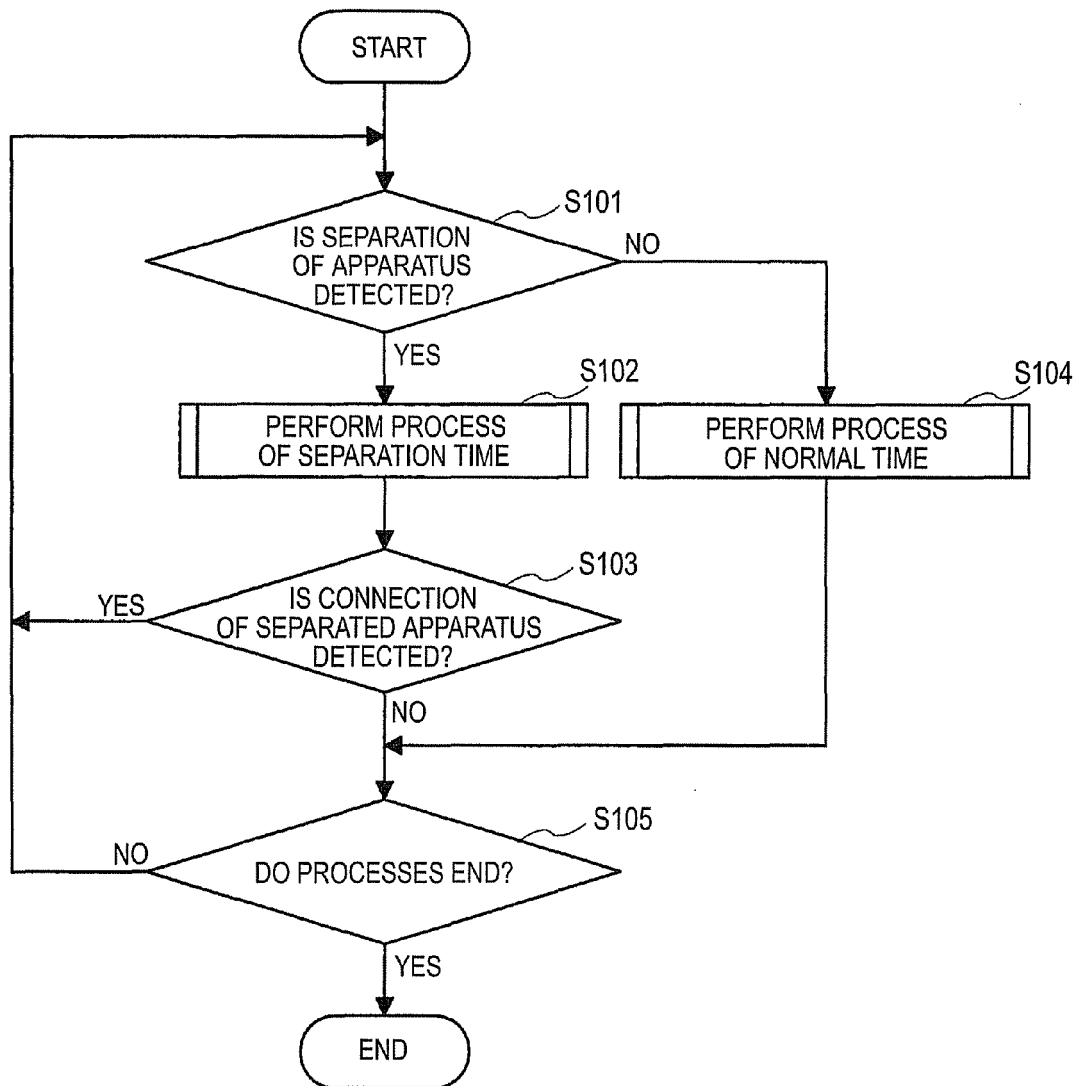 START
S101
IS SEPARATION
OF APPARATUS
DETECTED?
NO
YES
S102
PERFORM PROCESS
OF SEPARATION TIME
S104
PERFORM PROCESS
OF NORMAL TIME
S103
IS CONNECTION
OF SEPARATED APPARATUS
DETECTED?
YES
NO
S105
DO PROCESSES END?
NO
YES
END